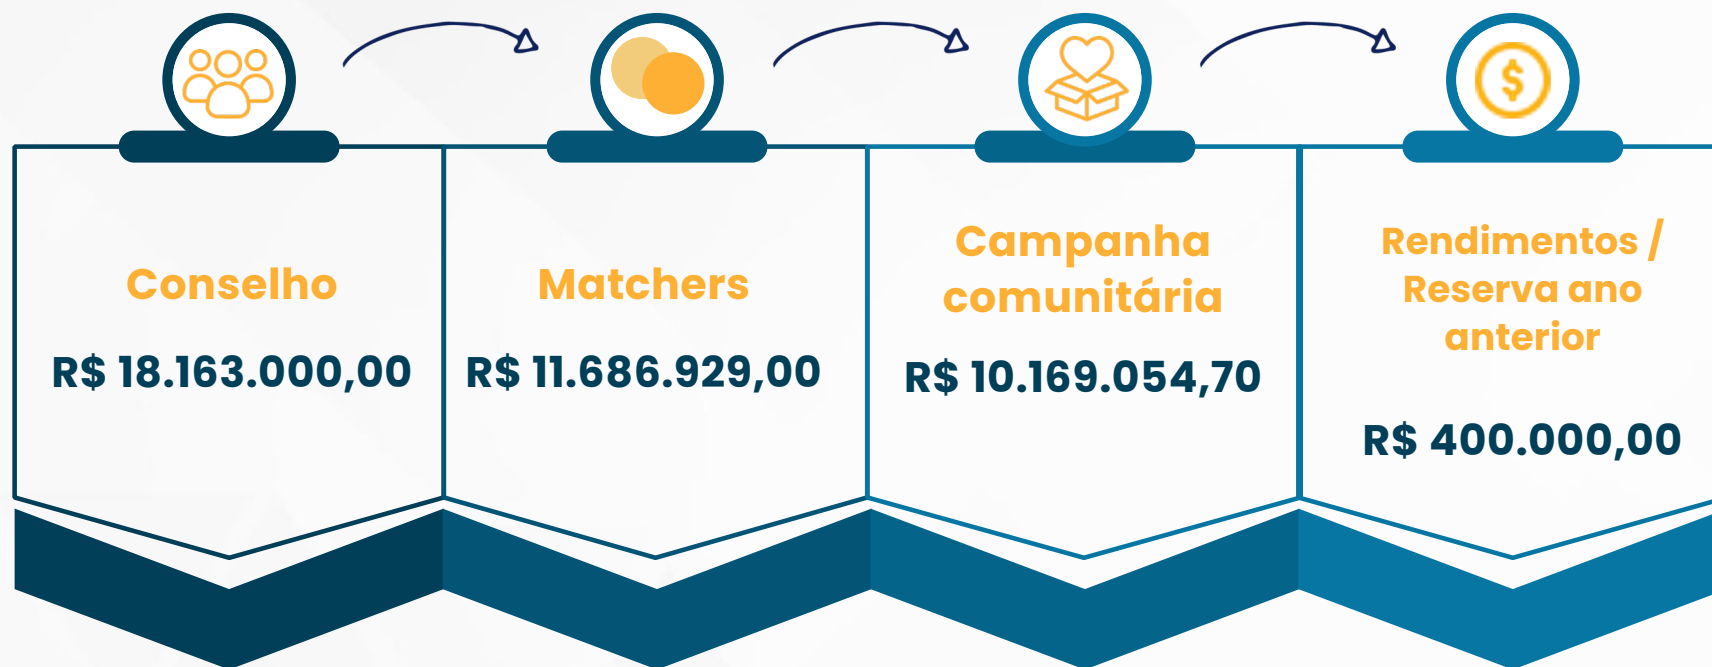 Conselho
R$ 18.163.000,00
Matchers
R$ 11.686.929,00
Campanha
comunitária
R$ 10.169.054,70
Rendimentos /
Reserva ano
anterior
R$ 400.000,00